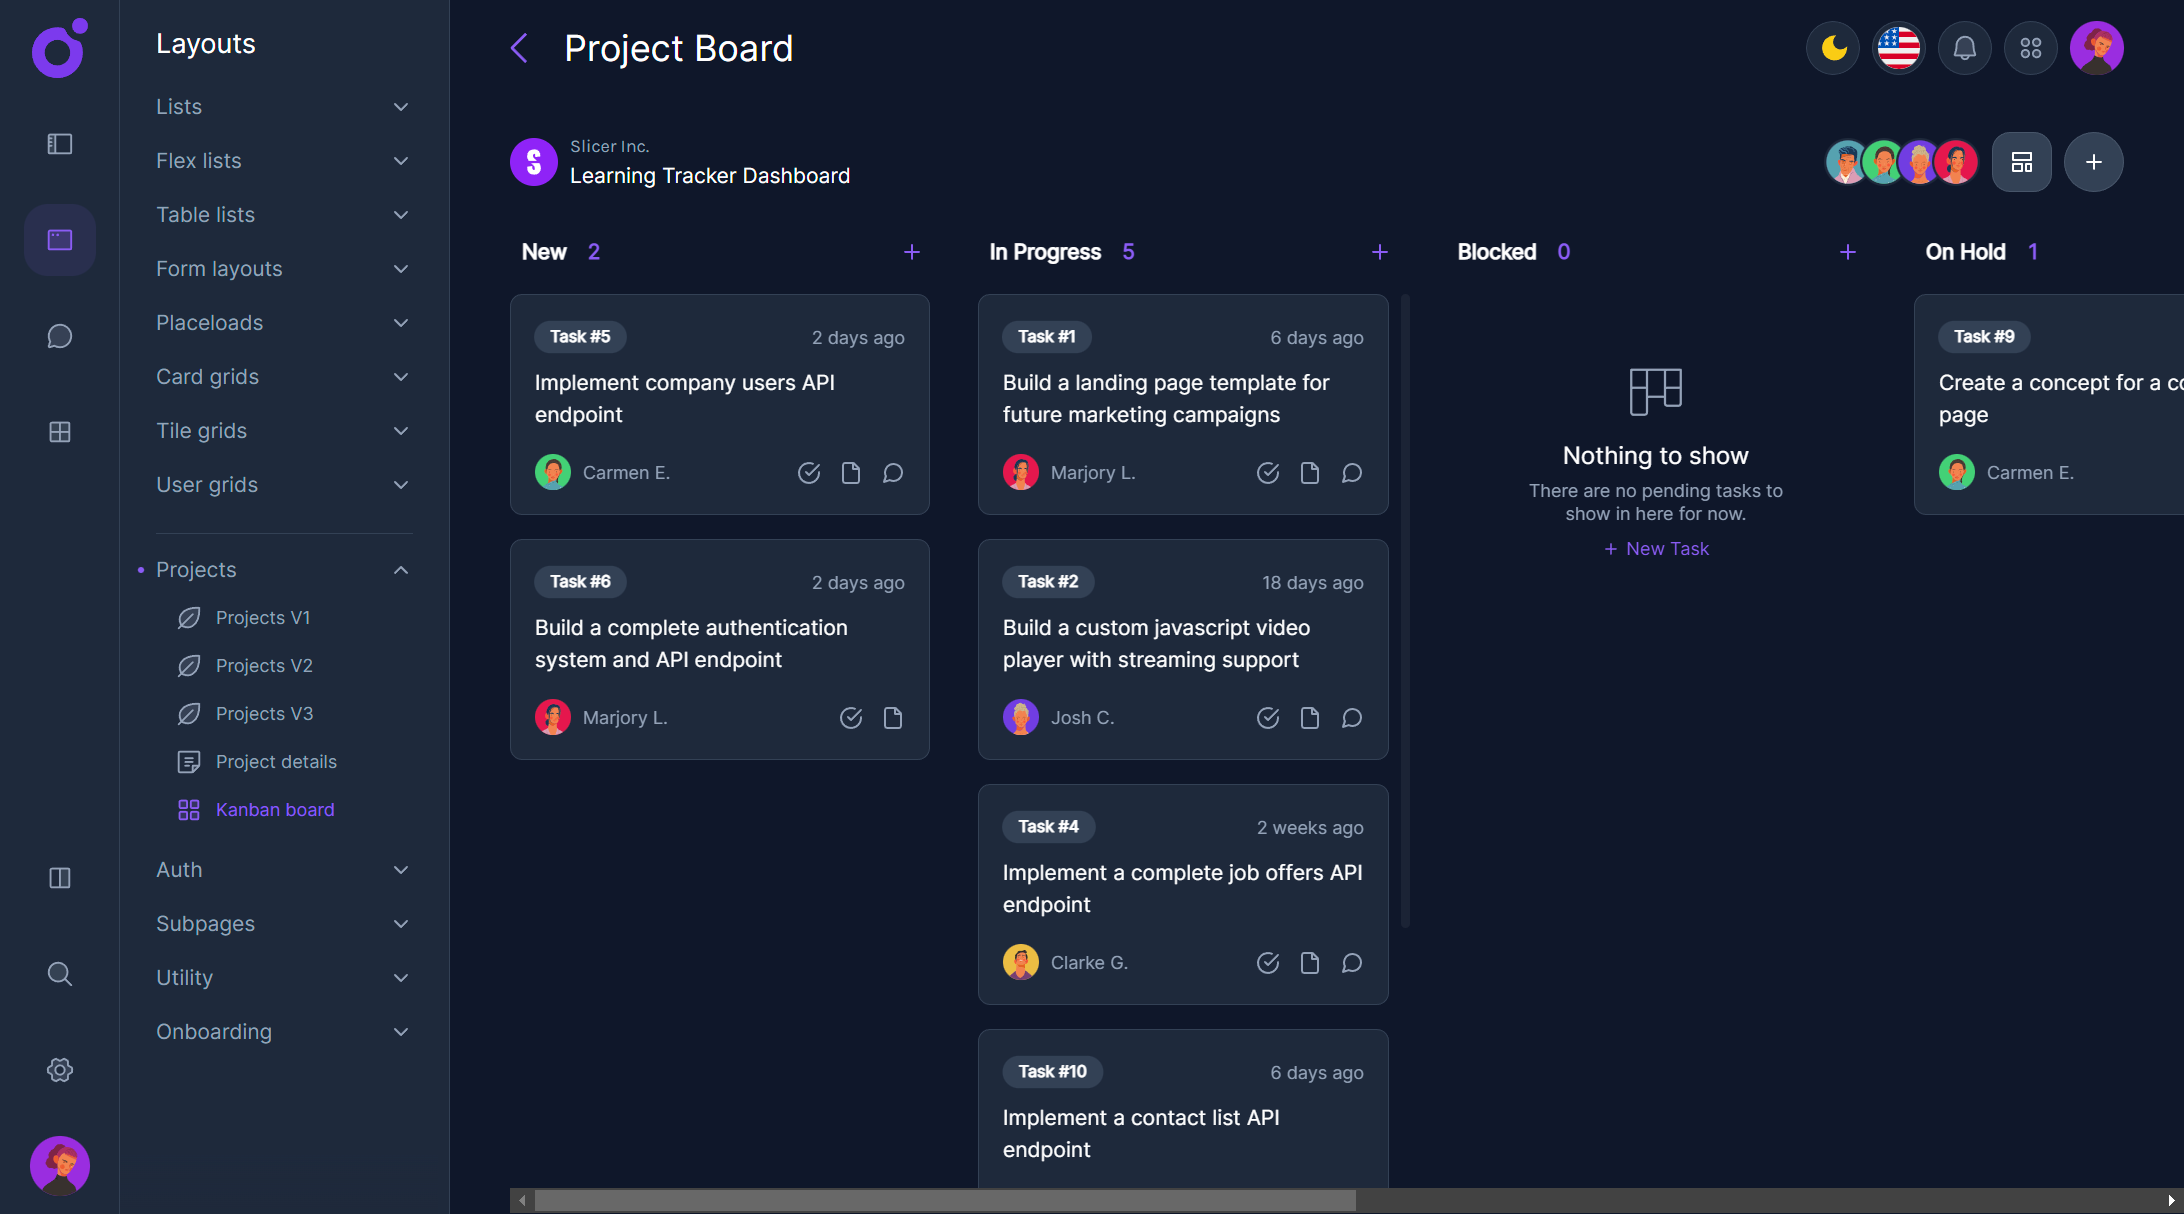 Layouts
Lists
Flex lists
Table lists
Form layouts
Placeloads
Card grids
Tile grids
User grids
Projects
Projects V1
Projects V2
Projects V3
Project details
Kanban board
Auth
Subpages
Utility
Onboarding
Project Board
S
Slicer Inc.
Learning Tracker Dashboard
New 2
Task #5
2 days ago
Implement company users API
endpoint
Carmen E.
Task #6
2 days ago
Build a complete authentication
system and API endpoint
Marjory L.
In Progress 5
Task #1
6 days ago
Build a landing page template for
future marketing campaigns
Marjory L.
Task #2
18 days ago
Build a custom javascript video
player with streaming support
Josh C.
Task #4
2 weeks ago
Implement a complete job offers API
endpoint
Clarke G.
Task #10
6 days ago
Implement a contact list API
endpoint
Blocked 0
Nothing to show
There are no pending tasks to
show in here for now.
+ New Task
On Hold 1
Task #9
Create a concept for a
page
Carmen E.